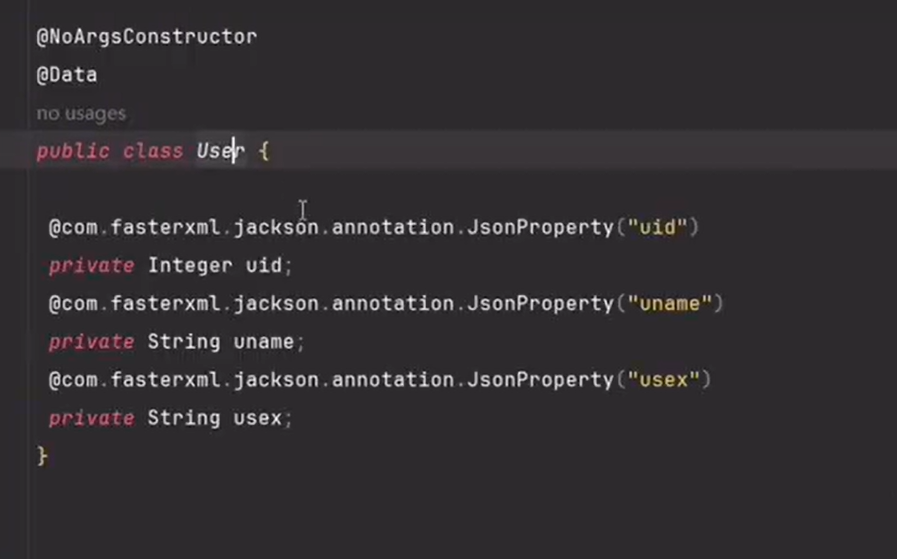 @NoArgsConstructor
@Data
no usages
public class User {
@com.fasterxml.jackson.annotation.JsonProperty("uid")
private Integer uid;
@com.fasterxml.jackson.annotation.JsonProperty("uname")
private String uname;
@com.fasterxml.jackson.annotation.JsonProperty("usex")
private String usex;
}